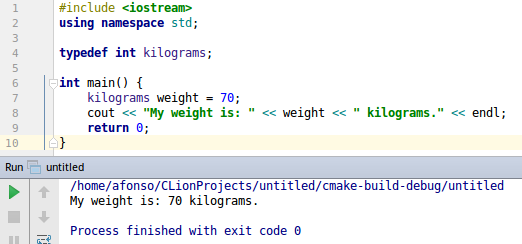 1 #include <iostream>
2 using namespace std;
3
4 typedef int kilograms;
5
6 int main() {
7 kilograms weight = 70;
8 cout << "My weight is: " << weight << " kilograms." << endl;
9 return 0;
10 }
Run untitled
/home/afonso/CLionProjects/untitled/cmake-build-debug/untitled
My weight is: 70 kilograms.
Process finished with exit code 0